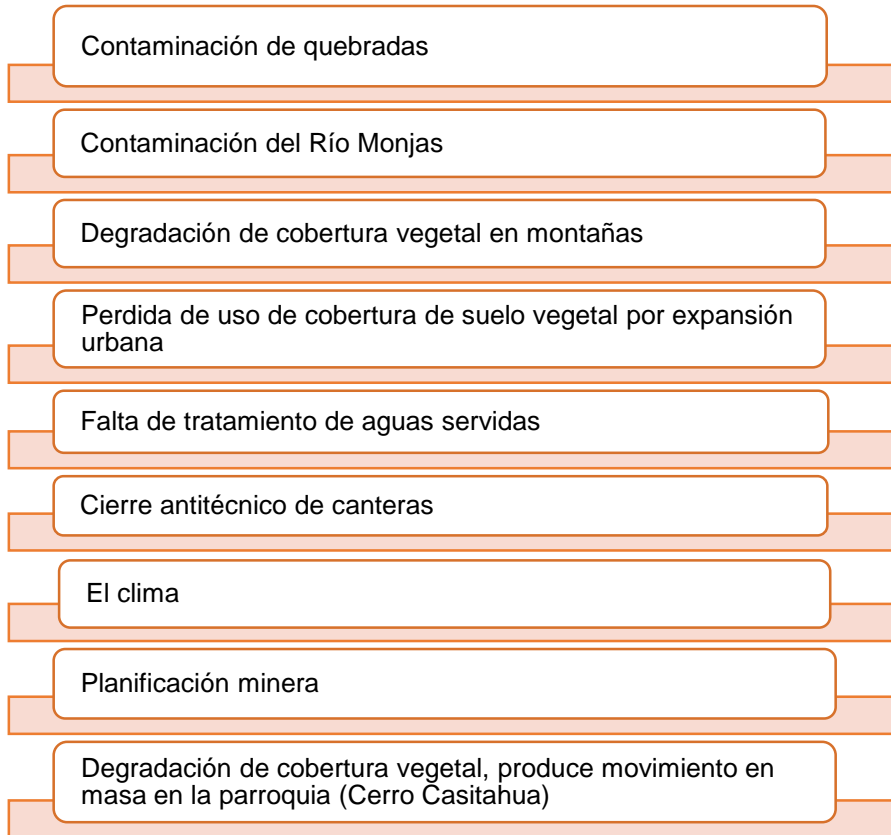 Contaminación de quebradas
Contaminación del Río Monjas
Degradación de cobertura vegetal en montañas
Perdida de uso de cobertura de suelo vegetal por expansión
urbana
Falta de tratamiento de aguas servidas
Cierre antitécnico de canteras
El clima
Planificación minera
Degradación de cobertura vegetal, produce movimiento en
masa en la parroquia (Cerro Casitahua)